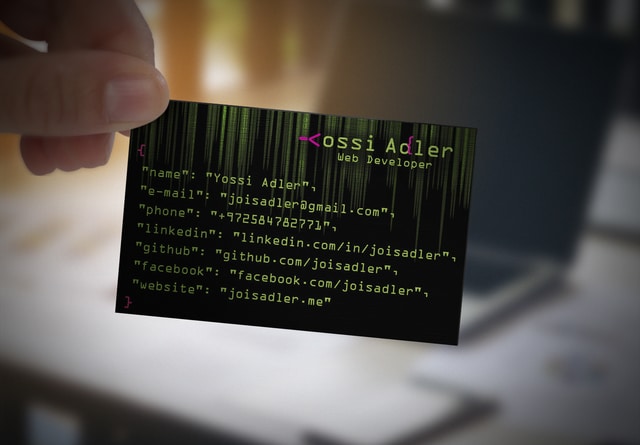 Yossi Adler
Web Developer
{
"name": "Yossi Adler",
"e-mail": "joisadler@gmail.com",
"phone": "+972584782771",
"linkedin": "linkedin.com/in/joisadler",
"github": "github.com/joisadler",
"facebook": "facebook.com/joisadler",
"website": "joisadler.me"
}